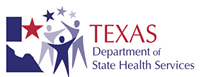 TEXAS
Department of
State Health Services